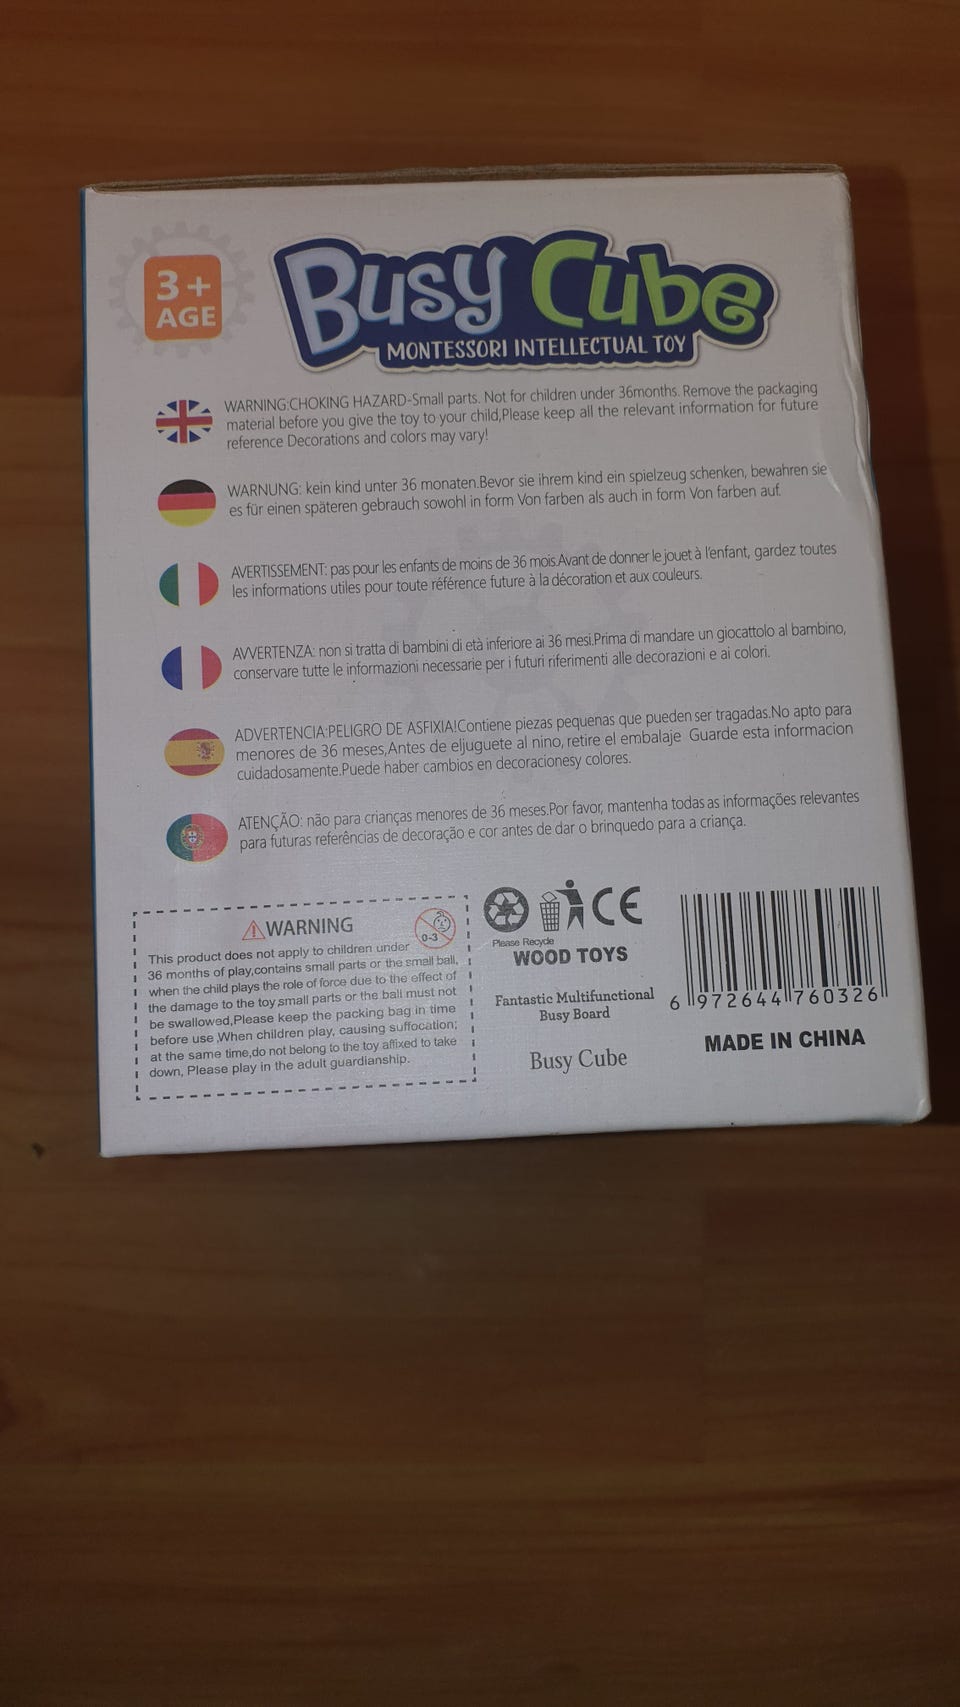 3+
AGE
Busy Cube
MONTESSORI INTELLECTUAL TOY
WARNING:CHOKING HAZARD-Small parts. Not for children under 36months. Remove the packaging
material before you give the toy to your child,Please keep all the relevant information for future
reference Decorations and colors may vary!
WARNUNG: kein kind unter 36 monaten.Bevor sie ihrem kind ein spielzeug schenken, bewahren sie
es für einen späteren gebrauch sowohl in form Von farben als auch in form Von farben auf.
AVERTISSEMENT: pas pour les enfants de moins de 36 mois.Avant de donner le jouet à l'enfant, gardez toutes
les informations utiles pour toute référence future à la décoration et aux couleurs.
AVVERTENZA: non si tratta di bambini di età inferiore ai 36 mesi.Prima di mandare un giocattolo al bambino,
conservare tutte le informazioni necessarie per i futuri riferimenti alle decorazioni e ai colori.
ADVERTENCIA:PELIGRO DE ASFIXIA!Contiene piezas pequenas que pueden ser tragadas.No apto para
menores de 36 meses,Antes de eljuguete al nino, retire el embalaje Guarde esta informacion
cuidadosamente.Puede haber cambios en decoracionesy colores.
ATENÇÃO: não para crianças menores de 36 meses.Por favor, mantenha todas as informações relevantes
para futuras referências de decoração e cor antes de dar o brinquedo para a criança.
WARNING
0-3
This product does not apply to children under
36 months of play,contains small parts or the small ball,
when the child plays the role of force due to the effect of
the damage to the toy,small parts or the ball must not
be swallowed,Please keep the packing bag in time
before use ,When children play, causing suffocation;
at the same time,do not belong to the toy affixed to take
down, Please play in the adult guardianship.
CE
Please Recycle
WOOD TOYS
Fantastic Multifunctional
Busy Board
Busy Cube
6 972644 760326
MADE IN CHINA